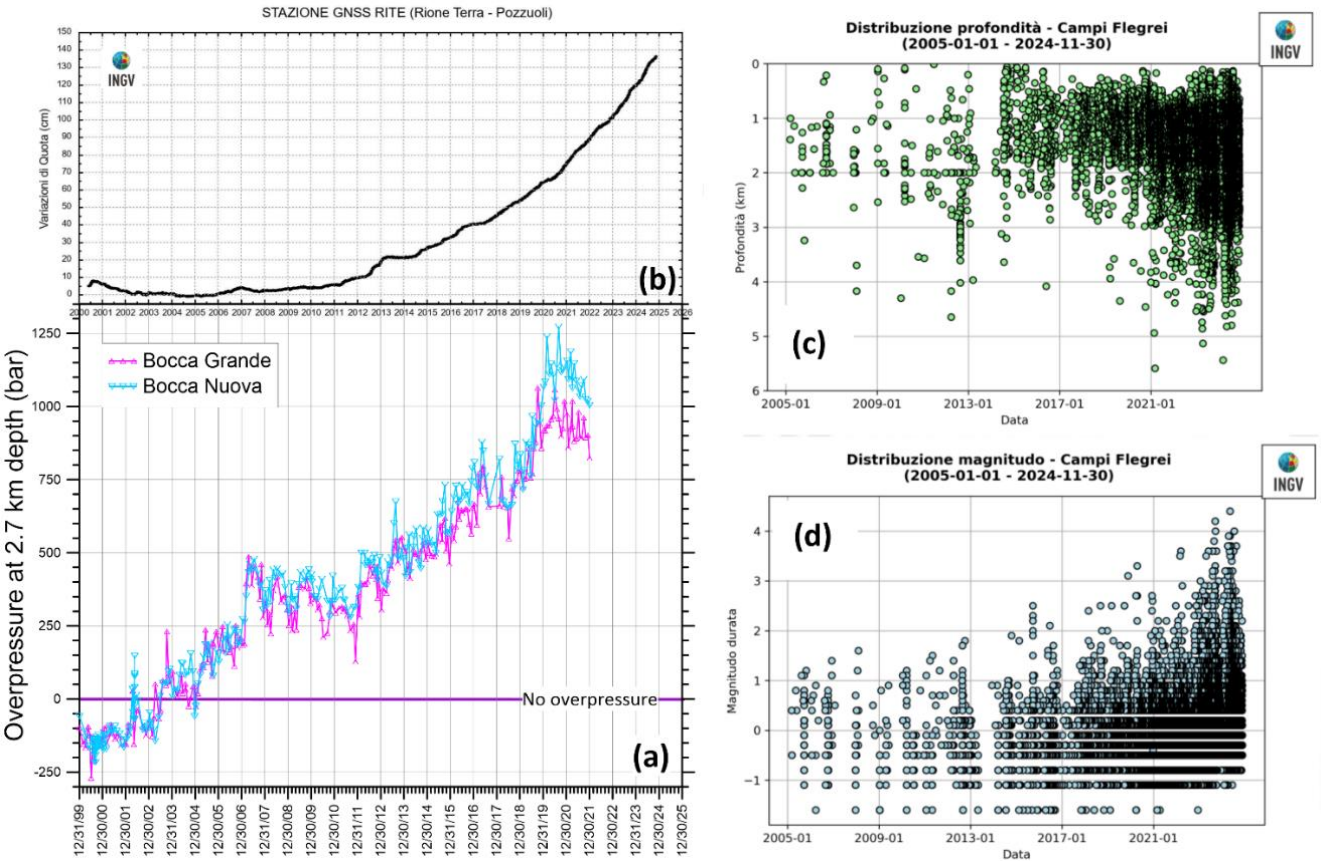 STAZIONE GNSS RITE (Rione Terra - Pozzuoli)
150
140
130
120
110
100
90
80
70
60
50
40
30
20
10
0
Variazioni di Quota (cm)
INGV
(b)
2000 2001 2002 2003 2004 2005 2006 2007 2008 2009 2010 2011 2012 2013 2014 2015 2016 2017 2018 2019 2020 2021 2022 2023 2024 2025 2026
1250
1000
750
500
250
0
-250
Overpressure at 2.7 km depth (bar)
Bocca Grande
Bocca Nuova
No overpressure
(a)
12/31/99
12/30/00
12/30/01
12/30/02
12/31/03
12/30/04
12/30/05
12/30/06
12/31/07
12/30/08
12/30/09
12/30/10
12/31/11
12/30/12
12/30/13
12/30/14
12/31/15
12/30/16
12/30/17
12/30/18
12/31/19
12/30/20
12/30/21
12/30/22
12/31/23
12/30/24
12/30/25
Distribuzione profondità - Campi Flegrei
(2005-01-01 - 2024-11-30)
INGV
0
1
2
3
4
5
6
Profondità (km)
(c)
2005-01 2009-01 2013-01 2017-01 2021-01
Data
Distribuzione magnitudo - Campi Flegrei
(2005-01-01 - 2024-11-30)
INGV
4
3
2
1
0
−1
Magnitudo durata
(d)
2005-01 2009-01 2013-01 2017-01 2021-01
Data